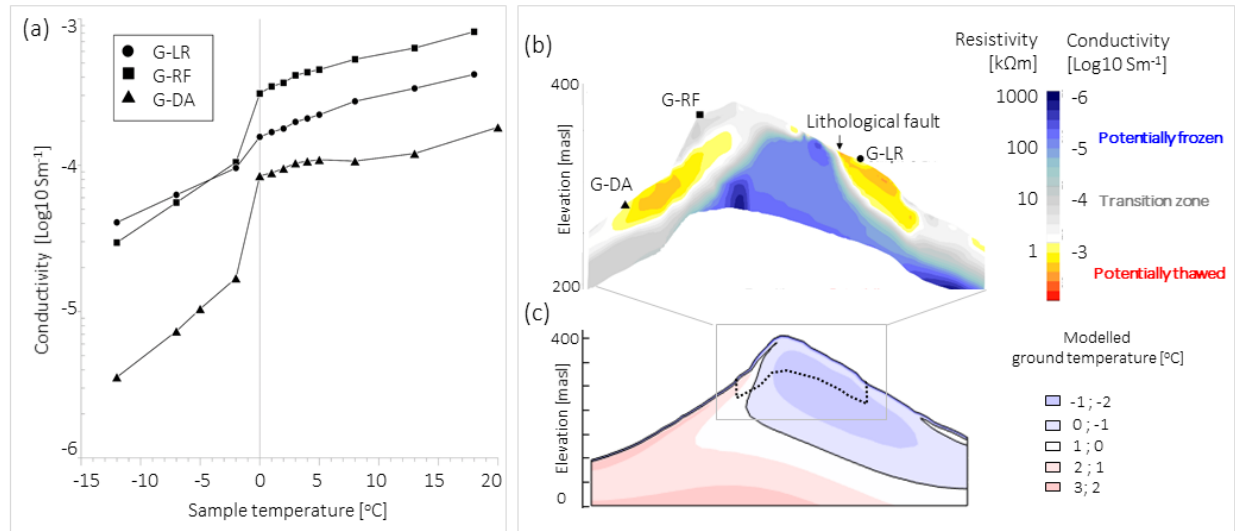 (a)
-3
-4
-5
-6
Conductivity [Log10 Sm⁻¹]
G-LR
G-RF
G-DA
-15
-10
-5
0
5
10
15
20
Sample temperature [°C]
(b)
400
200
Elevation [masl]
G-RF
Lithological fault
G-LR
G-DA
Resistivity
[kΩm]
1000
100
10
1
Conductivity
[Log10 Sm⁻¹]
-6
-5
-4
-3
Potentially frozen
Transition zone
Potentially thawed
(c)
400
0
Elevation [masl]
Modelled
ground temperature [°C]
-1 ; -2
0 ; -1
1 ; 0
2 ; 1
3; 2